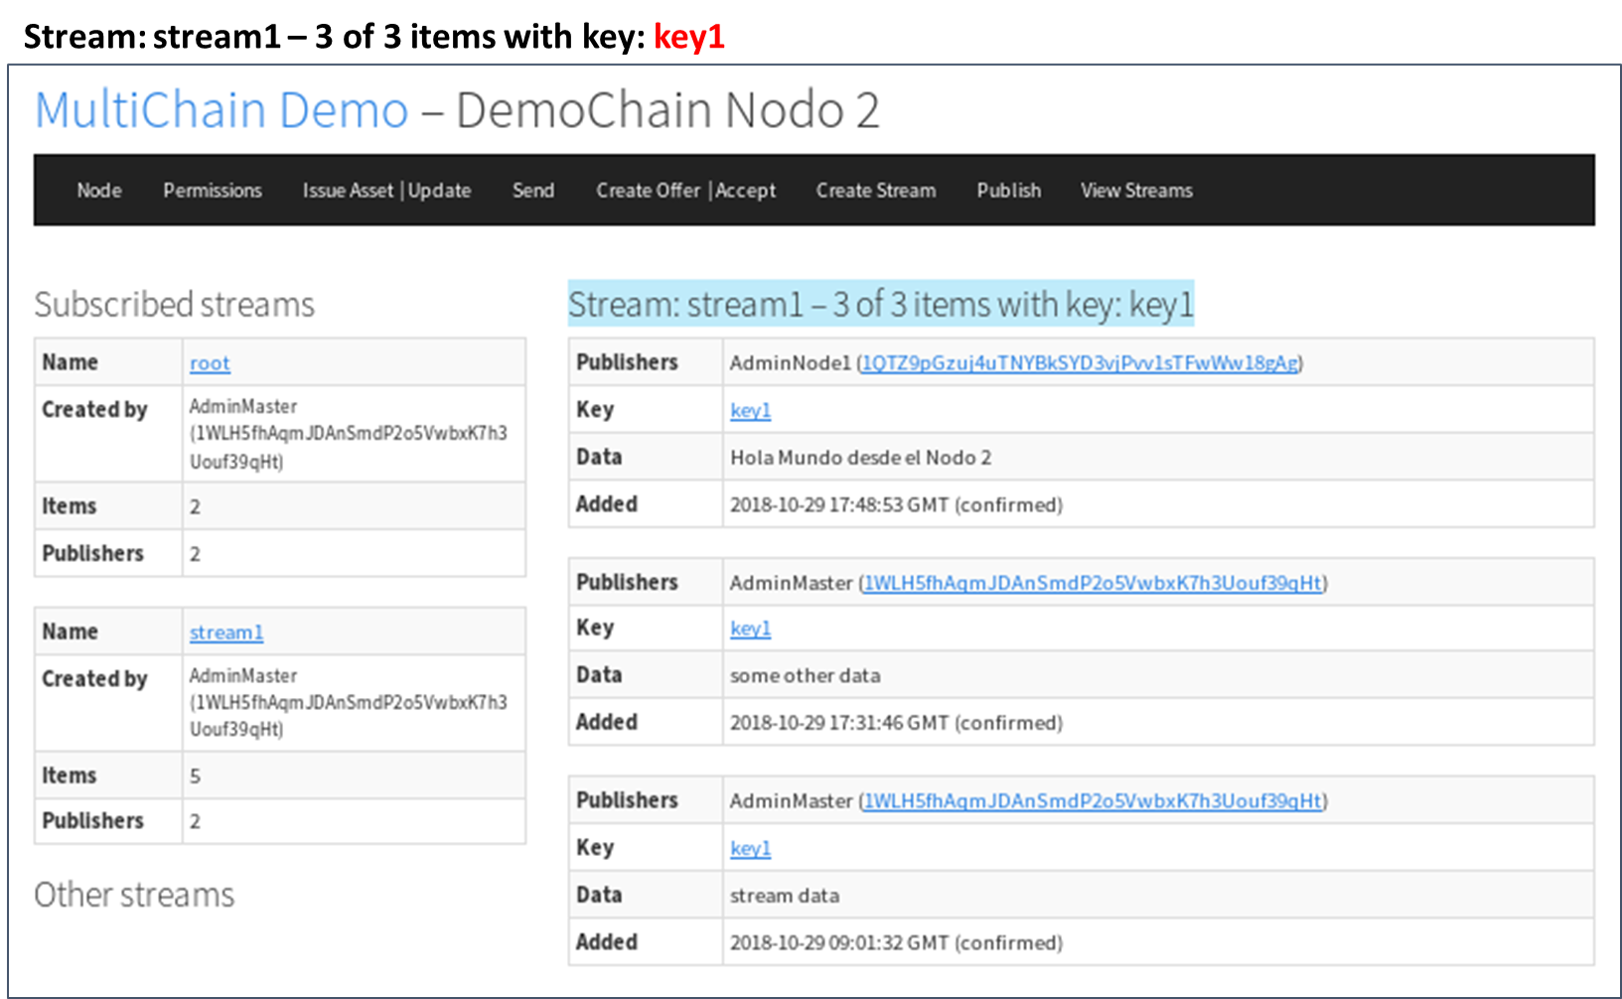 Stream: stream1 – 3 of 3 items with key: key1
MultiChain Demo – DemoChain Nodo 2
Node Permissions Issue Asset | Update Send Create Offer | Accept Create Stream Publish View Streams
Subscribed streams
Name root
Created by AdminMaster
(1WLH5fhAqmJDAnSmdP2o5VwbxK7h3
Uouf39qHt)
Items 2
Publishers 2
Name stream1
Created by AdminMaster
(1WLH5fhAqmJDAnSmdP2o5VwbxK7h3
Uouf39qHt)
Items 5
Publishers 2
Other streams
Stream: stream1 – 3 of 3 items with key: key1
Publishers AdminNode1 (1QTZ9pGzuj4uTNYBkSYD3vjPvv1sTFwWw18gAg)
Key key1
Data Hola Mundo desde el Nodo 2
Added 2018-10-29 17:48:53 GMT (confirmed)
Publishers AdminMaster (1WLH5fhAqmJDAnSmdP2o5VwbxK7h3Uouf39qHt)
Key key1
Data some other data
Added 2018-10-29 17:31:46 GMT (confirmed)
Publishers AdminMaster (1WLH5fhAqmJDAnSmdP2o5VwbxK7h3Uouf39qHt)
Key key1
Data stream data
Added 2018-10-29 09:01:32 GMT (confirmed)